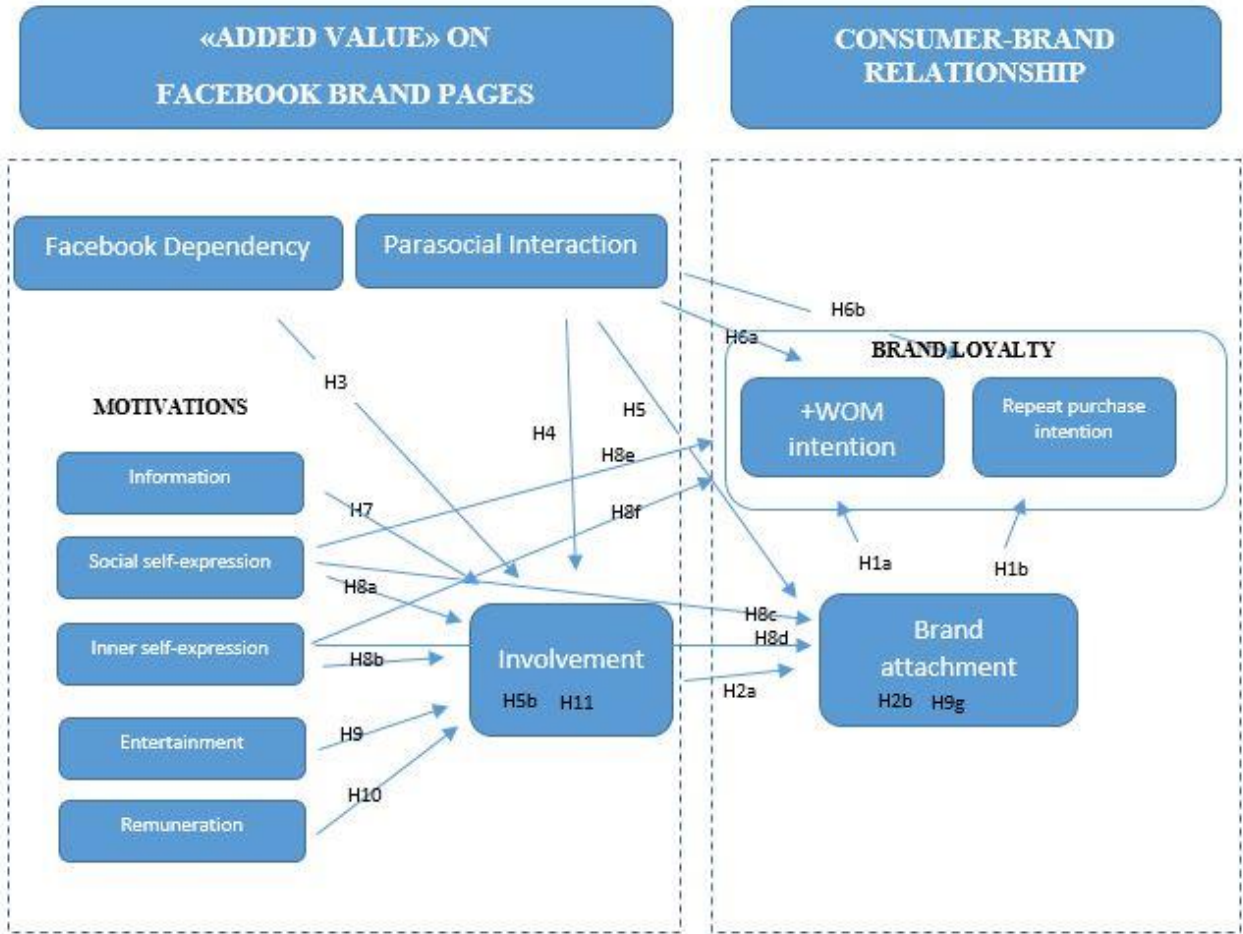 «ADDED VALUE» ON
FACEBOOK BRAND PAGES
CONSUMER-BRAND
RELATIONSHIP
Facebook Dependency
Parasocial Interaction
H6b
H6a
BRAND LOYALTY
H3
MOTIVATIONS
H5
H4
+WOM
intention
Repeat purchase
intention
H8e
Information
H7
H8f
Social self-expression
H1a
H1b
H8a
H8c
Inner self-expression
H8b
Involvement
H8d
Brand
attachment
H5b
H11
H2a
H2b
H9g
Entertainment
H9
H10
Remuneration